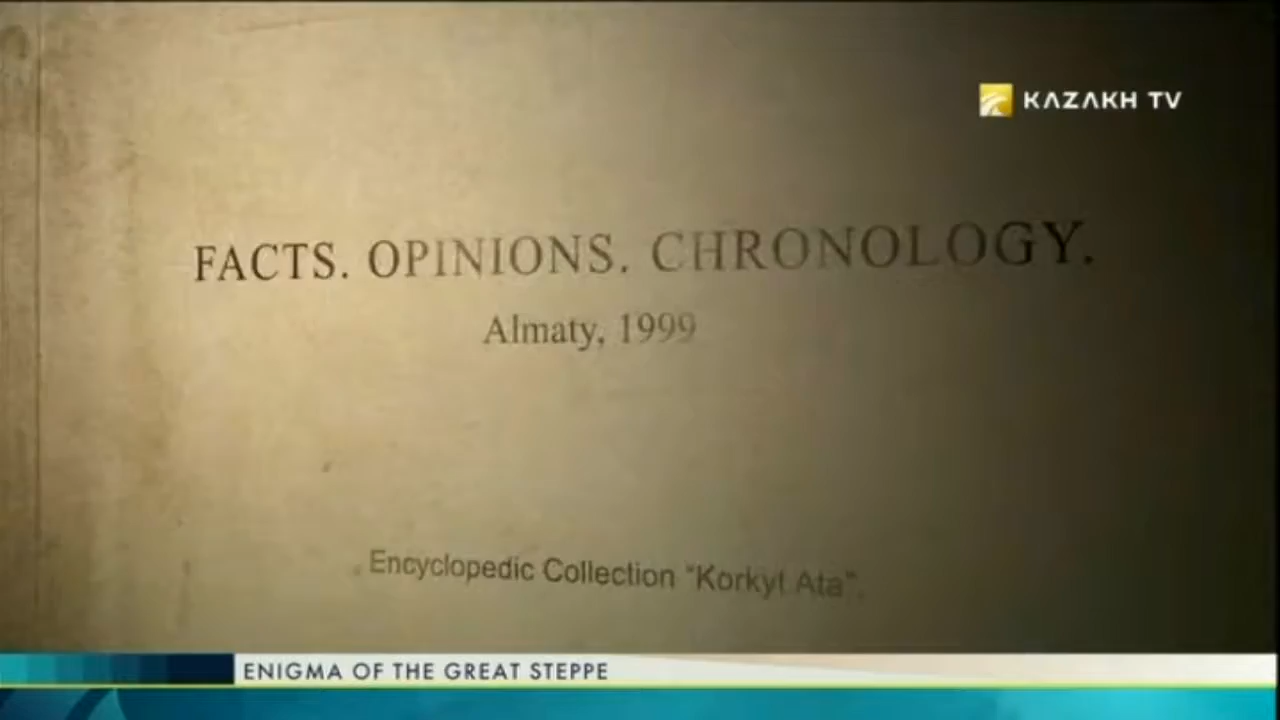 KAZAKH TV
FACTS. OPINIONS. CHRONOLOGY.
Almaty, 1999
Encyclopedic Collection "Korkyt Ata".
ENIGMA OF THE GREAT STEPPE